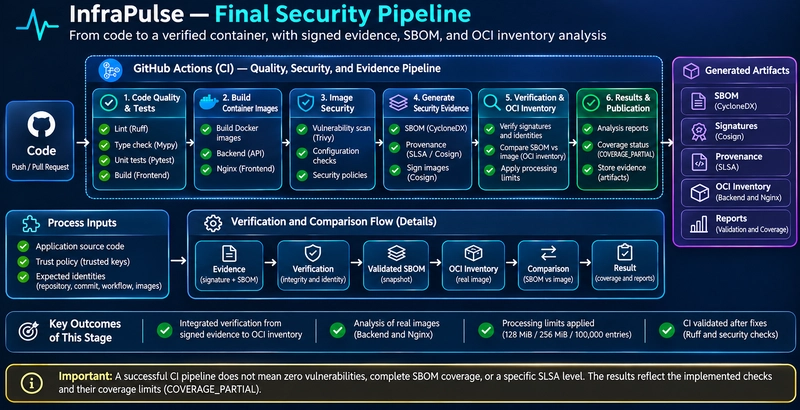 InfraPulse — Final Security Pipeline
From code to a verified container, with signed evidence, SBOM, and OCI inventory analysis
GitHub Actions (CI) — Quality, Security, and Evidence Pipeline
Code
Push / Pull Request
1. Code Quality
& Tests
Lint (Ruff)
Type check (Mypy)
Unit tests (Pytest)
Build (Frontend)
2. Build
Container Images
Build Docker
images
Backend (API)
Nginx (Frontend)
3. Image
Security
Vulnerability scan
(Trivy)
Configuration
checks
Security policies
4. Generate
Security Evidence
SBOM (CycloneDX)
Provenance
(SLSA / Cosign)
Sign images
(Cosign)
5. Verification &
OCI Inventory
Verify signatures
and identities
Compare SBOM vs
image (OCI inventory)
Apply processing
limits
6. Results &
Publication
Analysis reports
Coverage status
(COVERAGE_PARTIAL)
Store evidence
(artifacts)
Generated Artifacts
SBOM
(CycloneDX)
Signatures
(Cosign)
Provenance
(SLSA)
OCI Inventory
(Backend and Nginx)
Reports
(Validation and Coverage)
Process Inputs
Application source code
Trust policy (trusted keys)
Expected identities
(repository, commit, workflow, images)
Verification and Comparison Flow (Details)
Evidence
(signature + SBOM)
Verification
(integrity and identity)
Validated SBOM
(snapshot)
OCI Inventory
(real image)
Comparison
(SBOM vs image)
Result
(coverage and reports)
Key Outcomes
of This Stage
Integrated verification from
signed evidence to OCI inventory
Analysis of real images
(Backend and Nginx)
Processing limits applied
(128 MiB / 256 MiB / 100,000 entries)
CI validated after fixes
(Ruff and security checks)
Important: A successful CI pipeline does not mean zero vulnerabilities, complete SBOM coverage, or a specific SLSA level. The results reflect the implemented checks
and their coverage limits (COVERAGE_PARTIAL).